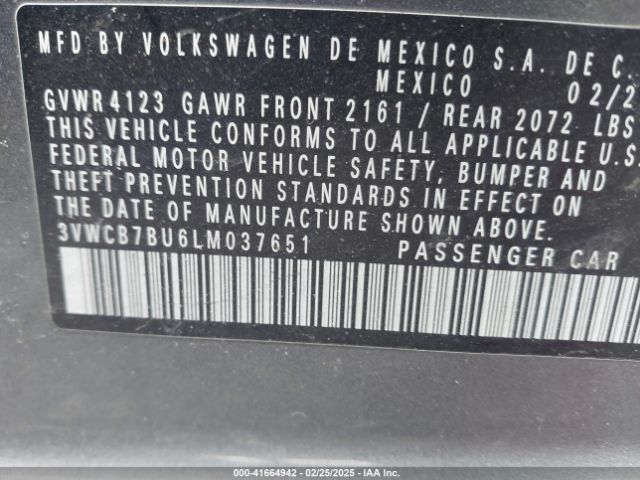 MFD BY VOLKSWAGEN DE MEXICO S.A. DE C.
MEXICO 02/2
GVWR 4123 GAWR FRONT 2161 / REAR 2072 LBS
THIS VEHICLE CONFORMS TO ALL APPLICABLE U.S
FEDERAL MOTOR VEHICLE SAFETY, BUMPER AND
THEFT PREVENTION STANDARDS IN EFFECT ON
THE DATE OF MANUFACTURE SHOWN ABOVE.
3VWCB7BU6LM037651 PASSENGER CAR
000-41664942 - 02/25/2025 - IAA Inc.